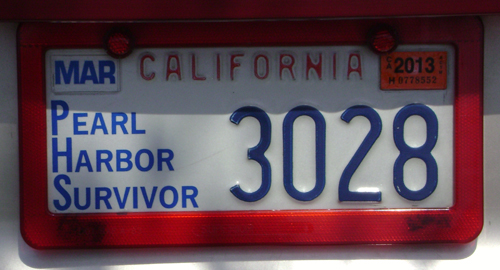 MAR CALIFORNIA 2013
PEARL
HARBOR
SURVIVOR
3028